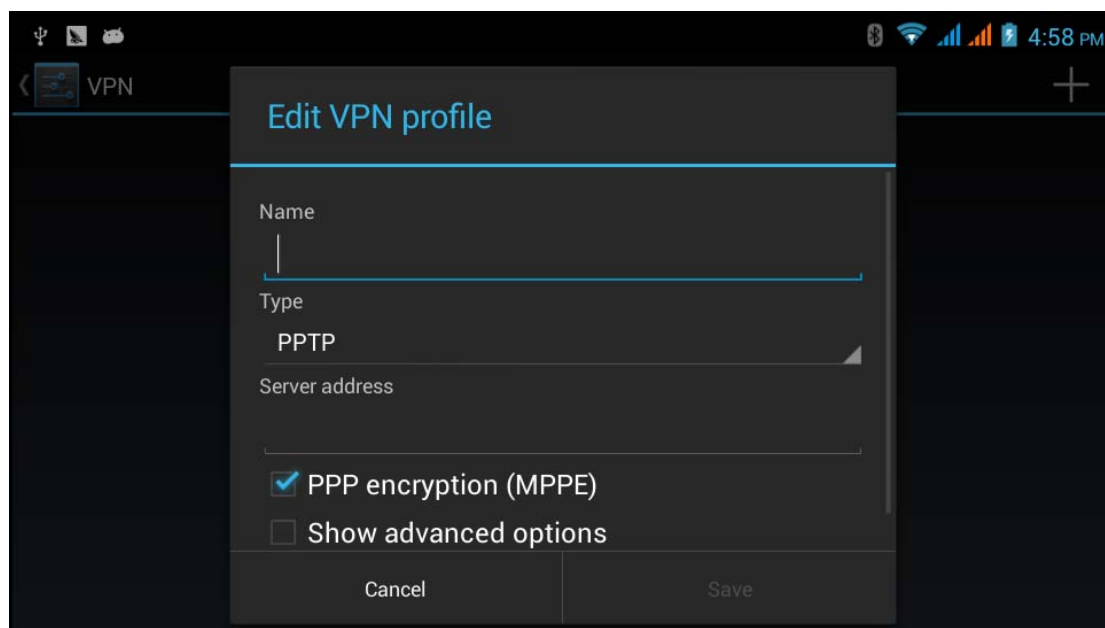 4:58 PM
VPN
Edit VPN profile
Name
Type
PPTP
Server address
PPP encryption (MPPE)
Show advanced options
Cancel
Save